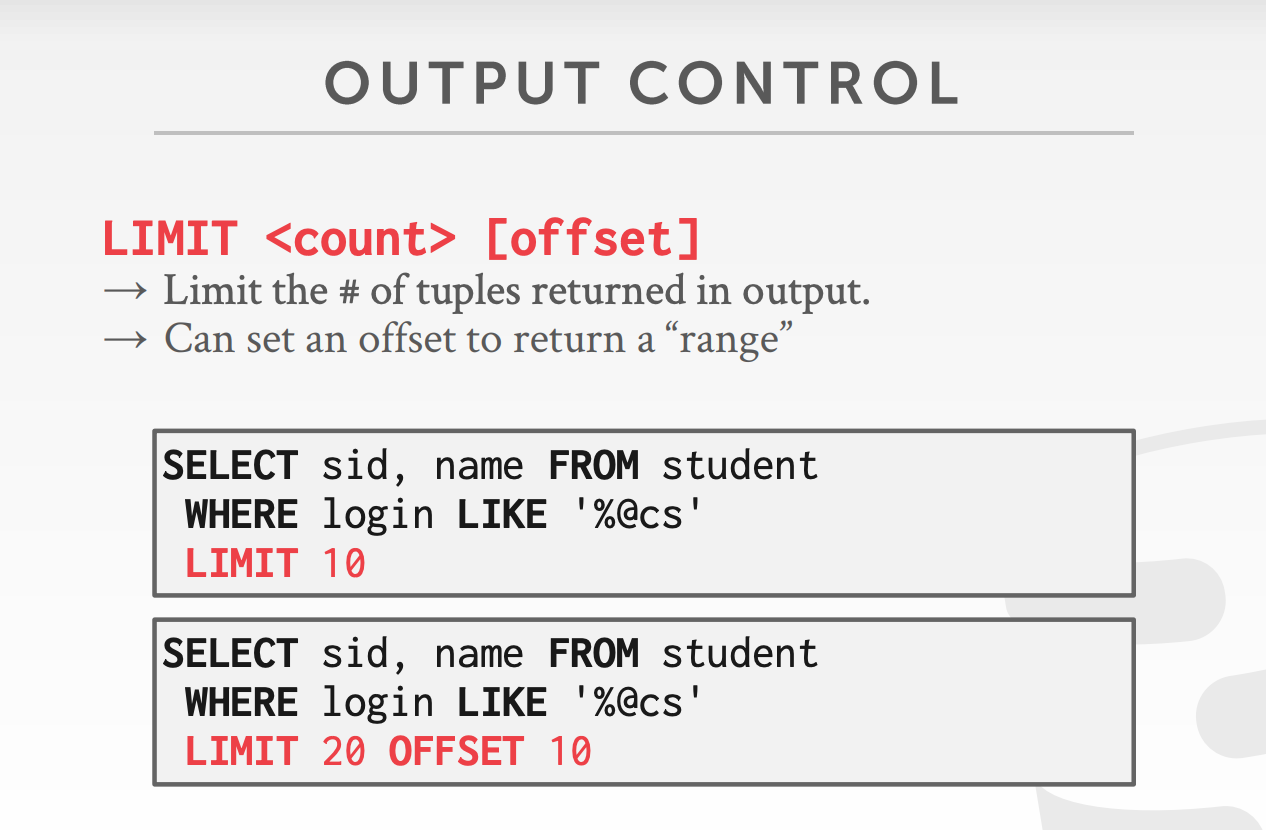 OUTPUT CONTROL
LIMIT <count> [offset]
→ Limit the # of tuples returned in output.
→ Can set an offset to return a “range”
SELECT sid, name FROM student
WHERE login LIKE '%@cs'
LIMIT 10
SELECT sid, name FROM student
WHERE login LIKE '%@cs'
LIMIT 20 OFFSET 10